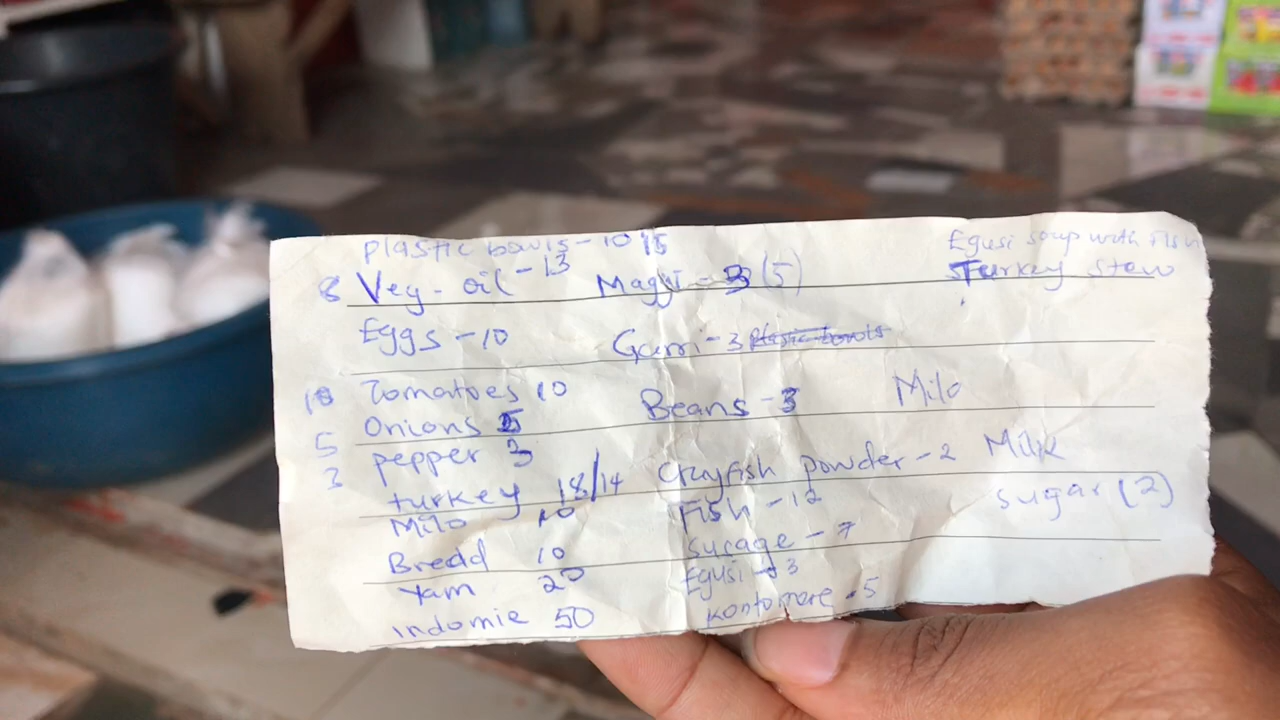 Plastic bowls - 10 15
Egusi soup with Fish
8 Veg - oil - 13
Maggi - 3 (5)
Turkey Stew
Eggs - 10
Garri - 3 Plastic bowls
10 Tomatoes 10
Beans - 3
Milo
5 Onions 5
3 pepper 3
Crayfish powder - 2
Milk
turkey 18/14
Fish - 12
sugar (2)
Milo 10
sucage - 7
Bredd 10
Egusi - 3
Yam 20
kontomere - 5
indomie 50